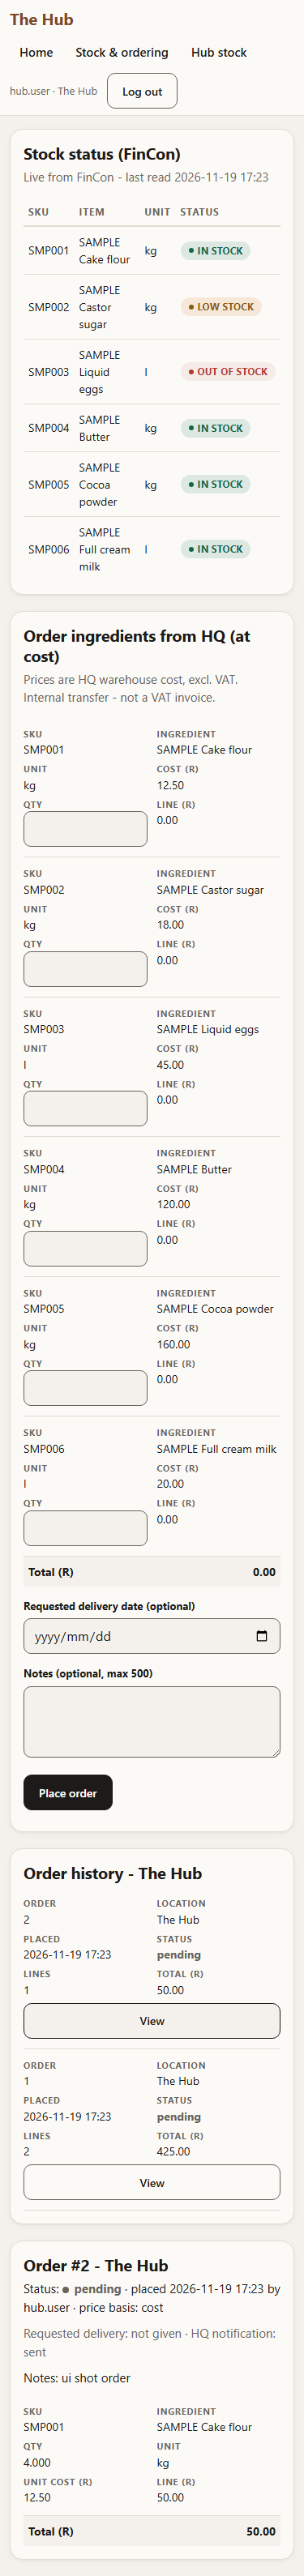 The Hub
Home Stock & ordering Hub stock
hub.user · The Hub Log out
Stock status (FinCon)
Live from FinCon - last read 2026-11-19 17:23
SKU ITEM UNIT STATUS
SMP001 SAMPLE Cake flour kg IN STOCK
SMP002 SAMPLE Castor sugar kg LOW STOCK
SMP003 SAMPLE Liquid eggs l OUT OF STOCK
SMP004 SAMPLE Butter kg IN STOCK
SMP005 SAMPLE Cocoa powder kg IN STOCK
SMP006 SAMPLE Full cream milk l IN STOCK
Order ingredients from HQ (at
cost)
Prices are HQ warehouse cost, excl. VAT.
Internal transfer - not a VAT invoice.
SKU INGREDIENT
SMP001 SAMPLE Cake flour
UNIT COST (R)
kg 12.50
QTY LINE (R)
0.00
SKU INGREDIENT
SMP002 SAMPLE Castor sugar
UNIT COST (R)
kg 18.00
QTY LINE (R)
0.00
SKU INGREDIENT
SMP003 SAMPLE Liquid eggs
UNIT COST (R)
l 45.00
QTY LINE (R)
0.00
SKU INGREDIENT
SMP004 SAMPLE Butter
UNIT COST (R)
kg 120.00
QTY LINE (R)
0.00
SKU INGREDIENT
SMP005 SAMPLE Cocoa powder
UNIT COST (R)
kg 160.00
QTY LINE (R)
0.00
SKU INGREDIENT
SMP006 SAMPLE Full cream milk
UNIT COST (R)
l 20.00
QTY LINE (R)
0.00
Total (R) 0.00
Requested delivery date (optional)
yyyy/mm/dd
Notes (optional, max 500)
Place order
Order history - The Hub
ORDER LOCATION
2 The Hub
PLACED STATUS
2026-11-19 17:23 pending
LINES TOTAL (R)
1 50.00
View
ORDER LOCATION
1 The Hub
PLACED STATUS
2026-11-19 17:23 pending
LINES TOTAL (R)
2 425.00
View
Order #2 - The Hub
Status: ● pending · placed 2026-11-19 17:23 by
hub.user · price basis: cost
Requested delivery: not given · HQ notification:
sent
Notes: ui shot order
SKU INGREDIENT
SMP001 SAMPLE Cake flour
QTY UNIT
4.000 kg
UNIT COST (R) LINE (R)
12.50 50.00
Total (R) 50.00